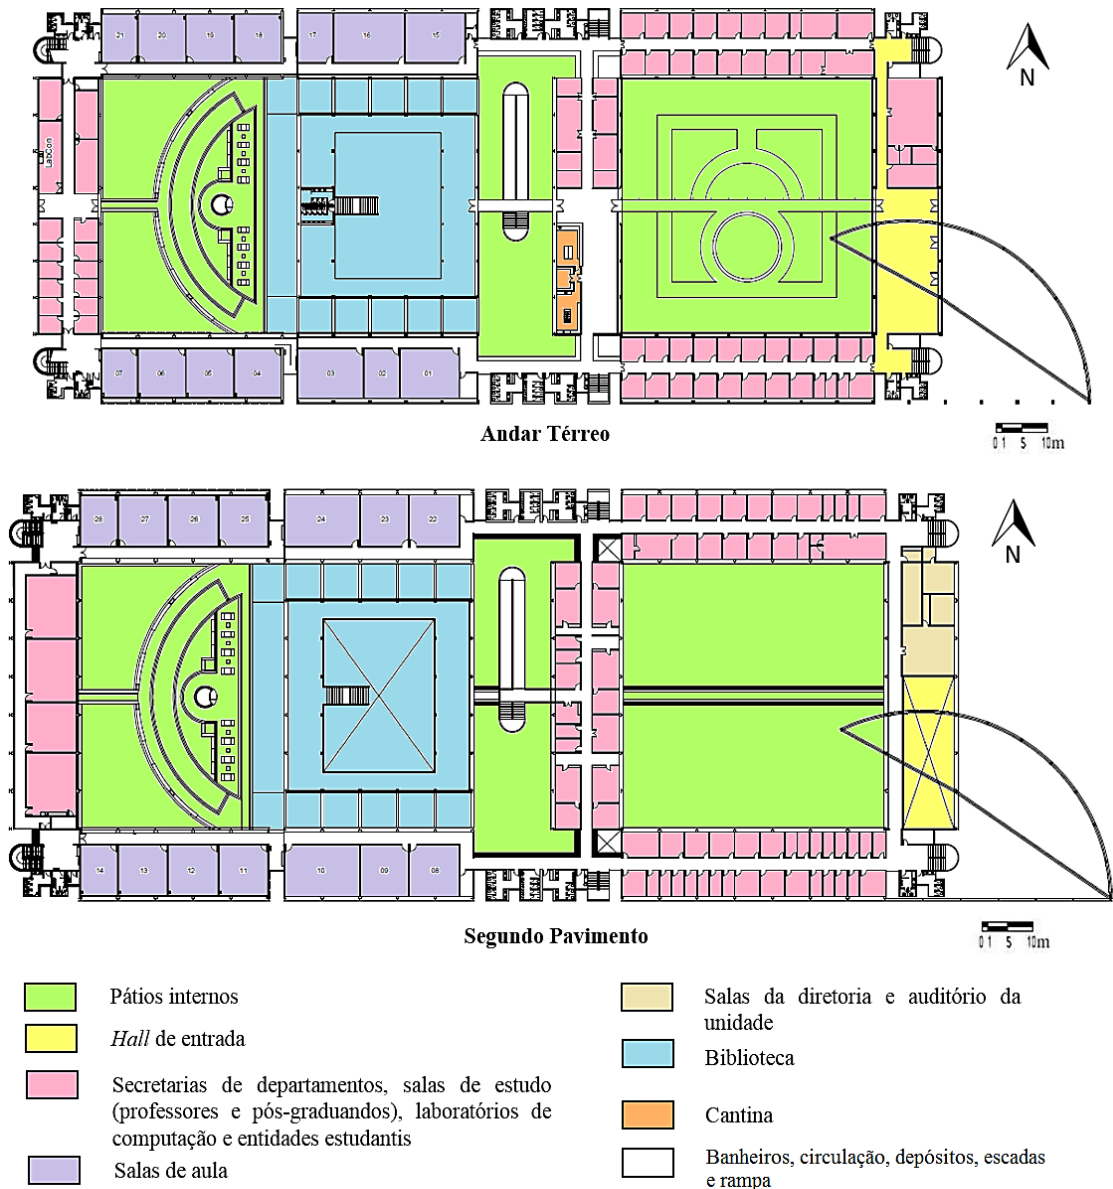 21 20 19 18 17 16 15
N
LabCon
07 06 05 04 03 02 01
Andar Térreo
0 1 5 10m
28 27 26 25 24 23 22
N
14 13 12 11 10 09 08
Segundo Pavimento
0 1 5 10m
Pátios internos
Hall de entrada
Secretarias de departamentos, salas de estudo
(professores e pós-graduandos), laboratórios de
computação e entidades estudantis
Salas de aula
Salas da diretoria e auditório da
unidade
Biblioteca
Cantina
Banheiros, circulação, depósitos, escadas
e rampa